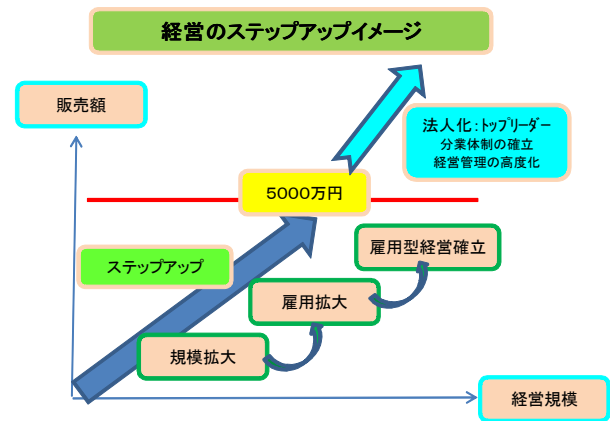 経営のステップアップイメージ
販売額
法人化：トップリーダー
分業体制の確立
経営管理の高度化
5000万円
雇用型経営確立
ステップアップ
雇用拡大
規模拡大
経営規模